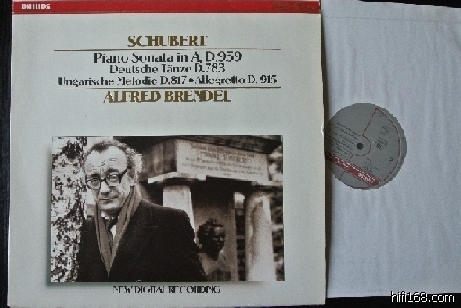 PHILIPS
SCHUBERT
Piano Sonata in A, D.959
Deutsche Tänze D.783
Ungarische Melodie D.817 • Allegretto D. 915
ALFRED BRENDEL
NEW DIGITAL RECORDING
hifi168.com